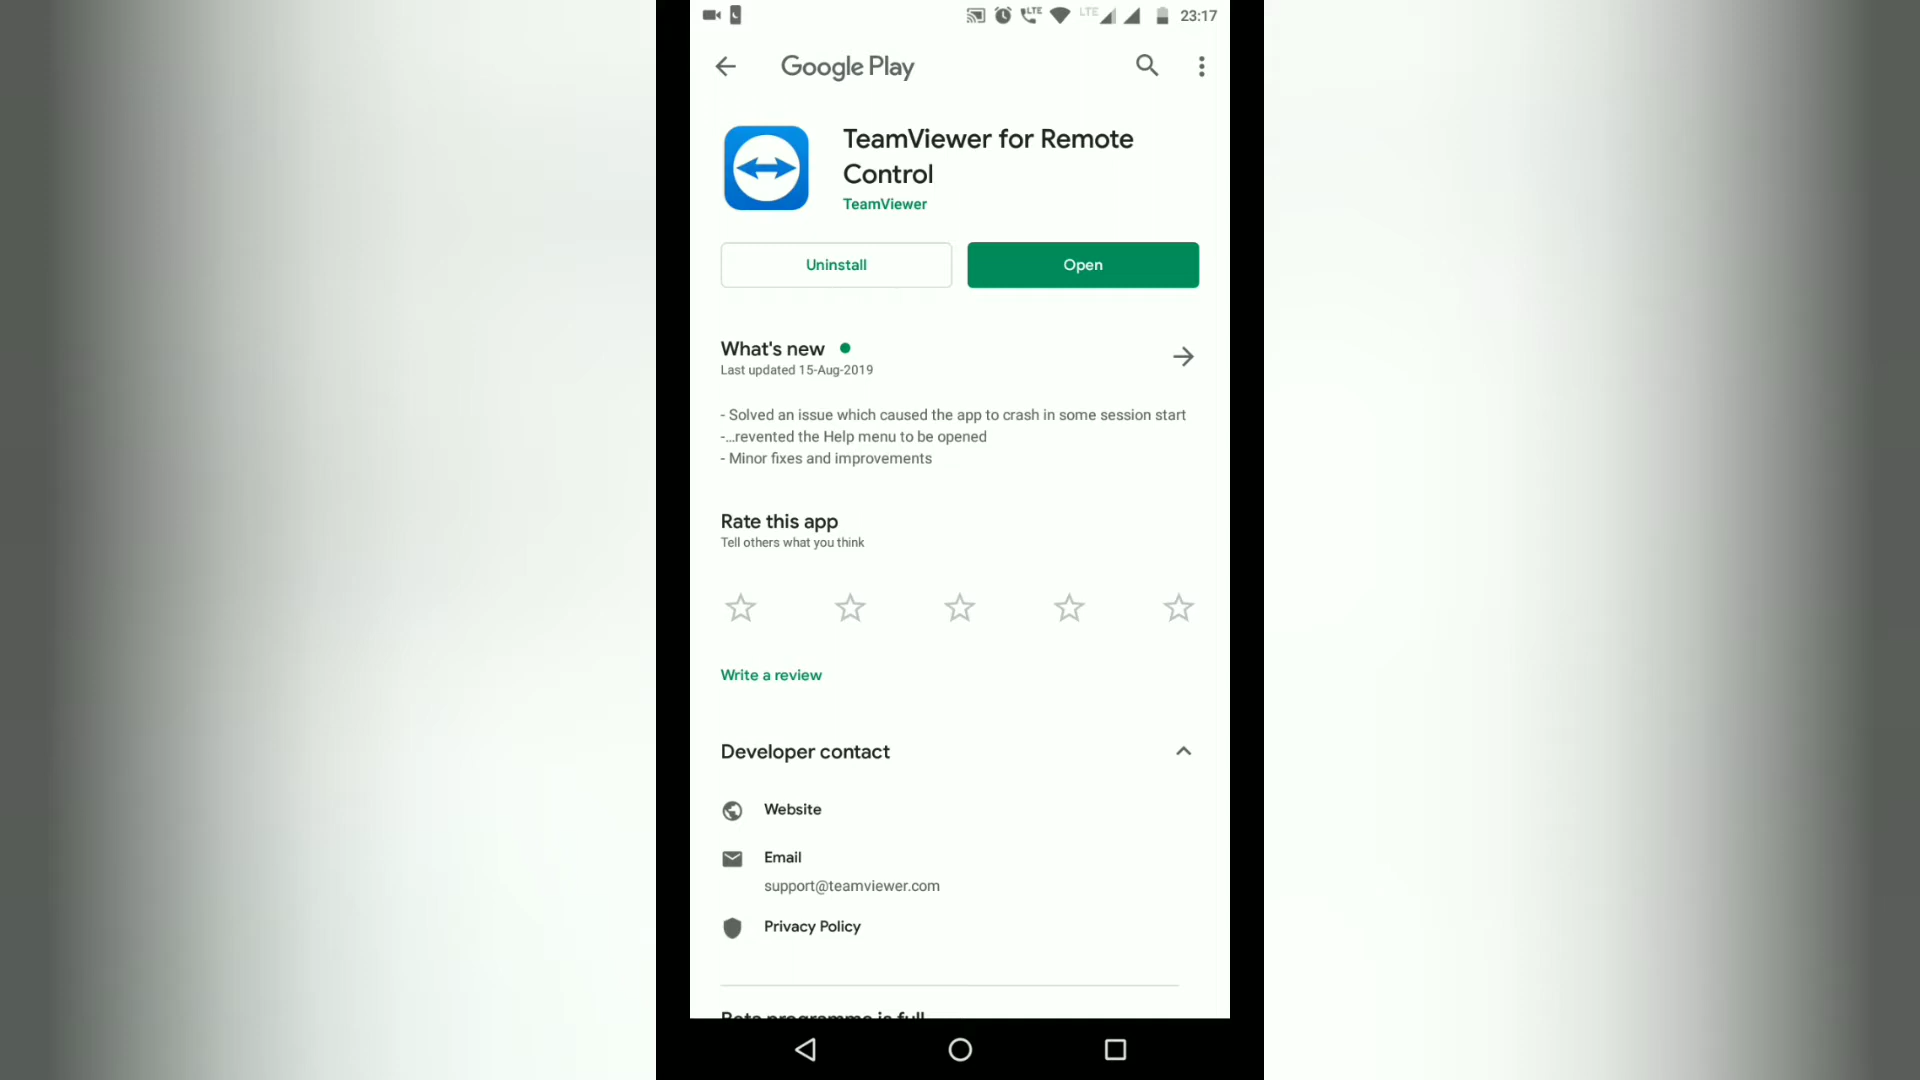 LTE LTE 23:17
Google Play
TeamViewer for Remote
Control
TeamViewer
Uninstall Open
What's new
Last updated 15-Aug-2019
- Solved an issue which caused the app to crash in some session start
-...revented the Help menu to be opened
- Minor fixes and improvements
Rate this app
Tell others what you think
Write a review
Developer contact
Website
Email
support@teamviewer.com
Privacy Policy
Beta programme is full